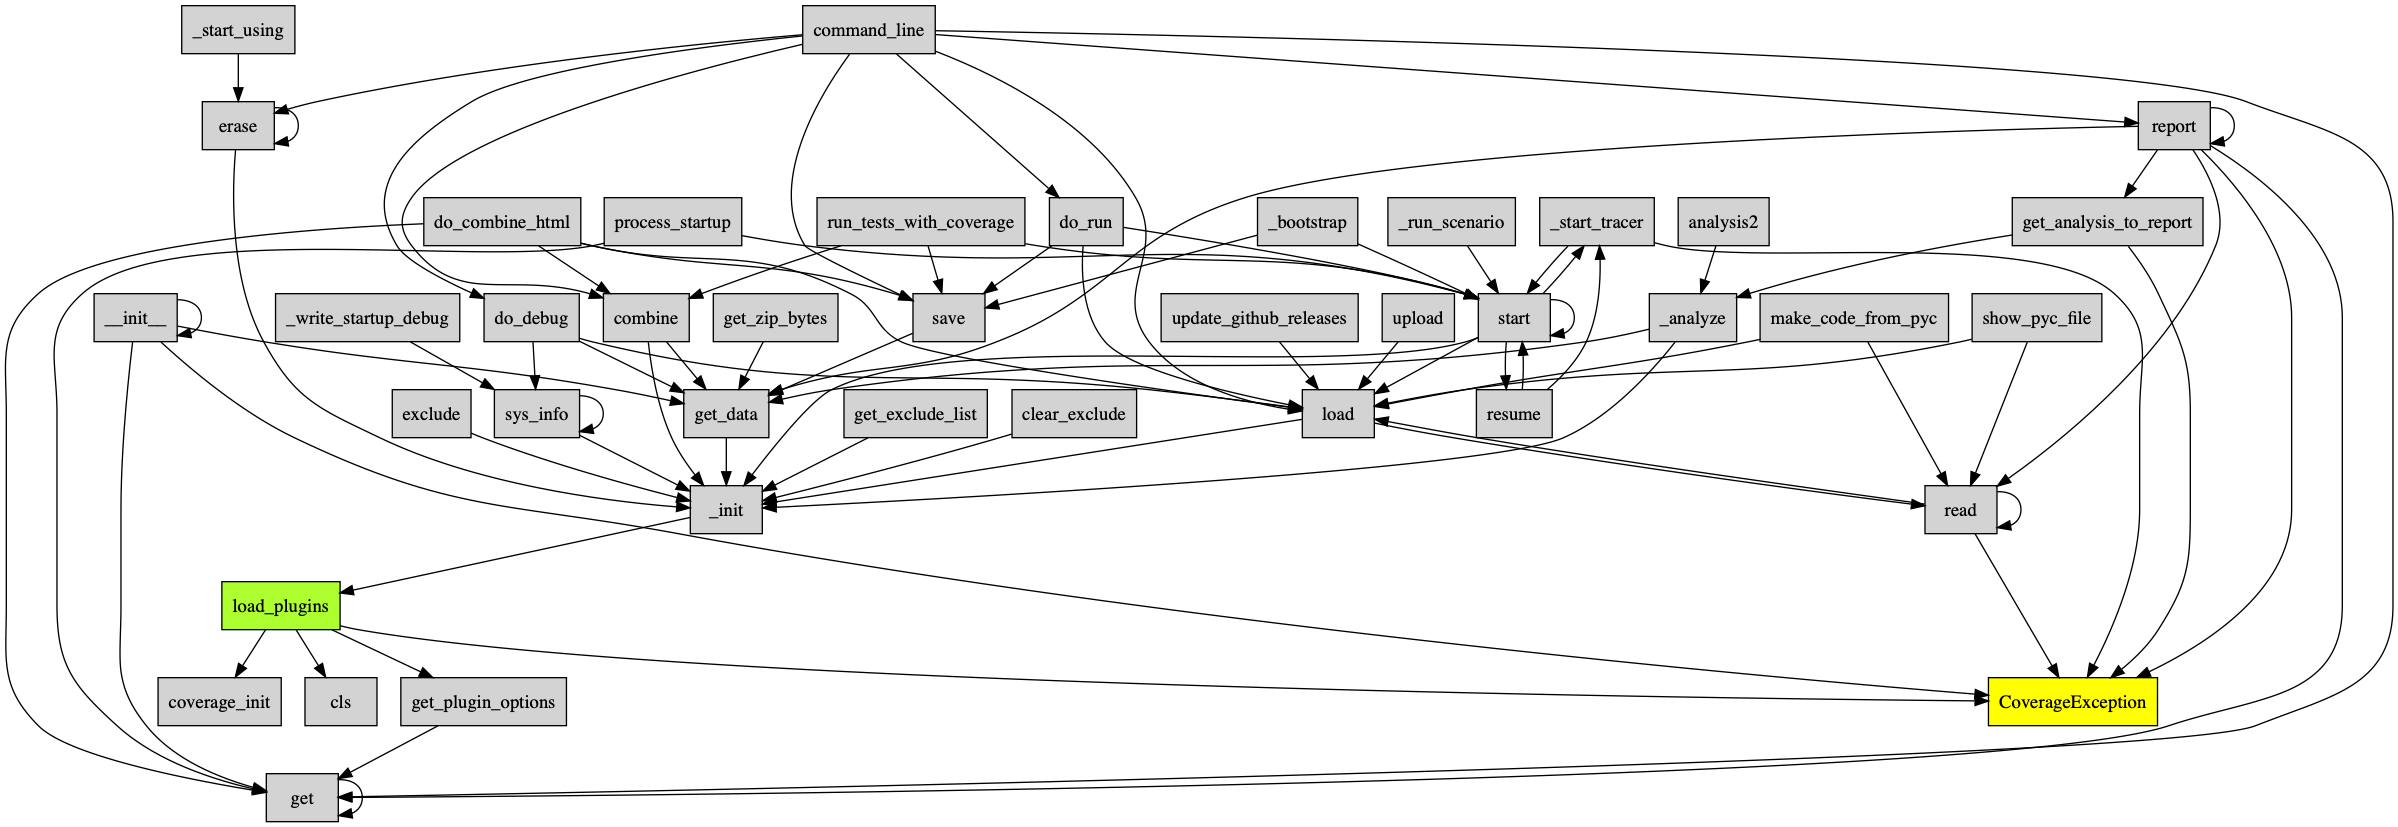 _start_using
command_line
erase
report
do_combine_html
process_startup
run_tests_with_coverage
do_run
_bootstrap
_run_scenario
_start_tracer
analysis2
get_analysis_to_report
__init__
_write_startup_debug
do_debug
combine
get_zip_bytes
save
update_github_releases
upload
start
_analyze
make_code_from_pyc
show_pyc_file
exclude
sys_info
get_data
get_exclude_list
clear_exclude
load
resume
_init
read
load_plugins
coverage_init
cls
get_plugin_options
CoverageException
get